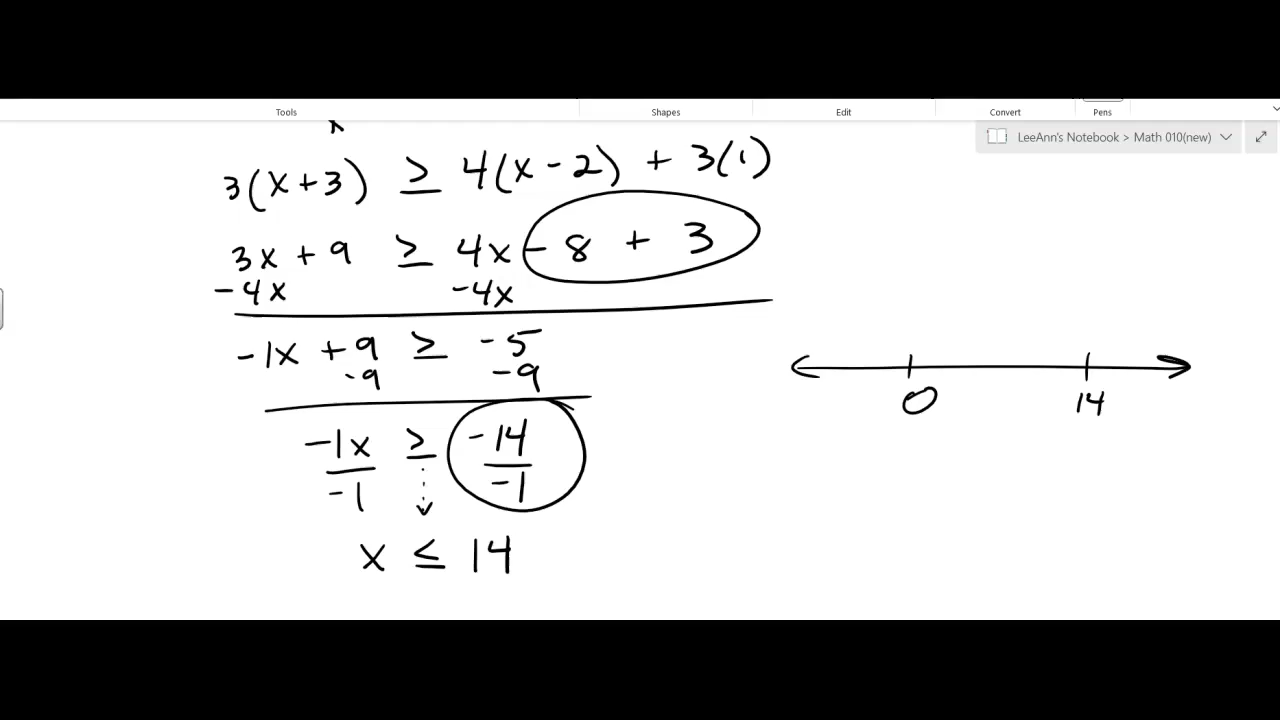 Tools Shapes Edit Convert Pens
LeeAnn's Notebook > Math 010(new)
x
3(x+3) ≥ 4(x-2) + 3(1)
3x + 9 ≥ 4x - 8 + 3
-4x -4x
-1x + 9 ≥ -5
-9 -9
-1x ≥ -14
-1 -1
x ≤ 14
0 14